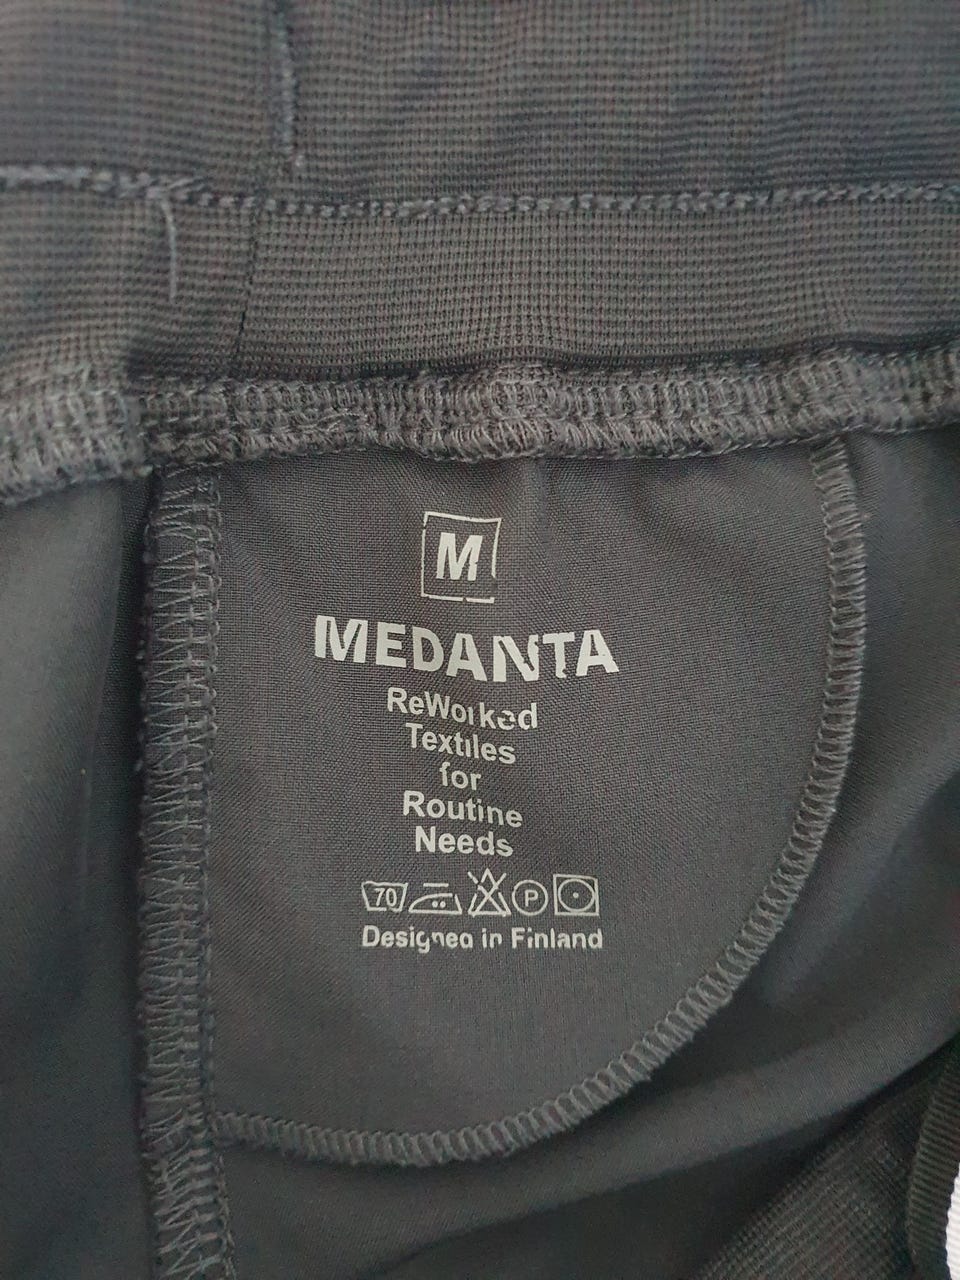 M
MEDANTA
ReWorked
Textiles
for
Routine
Needs
70 P
Designed in Finland